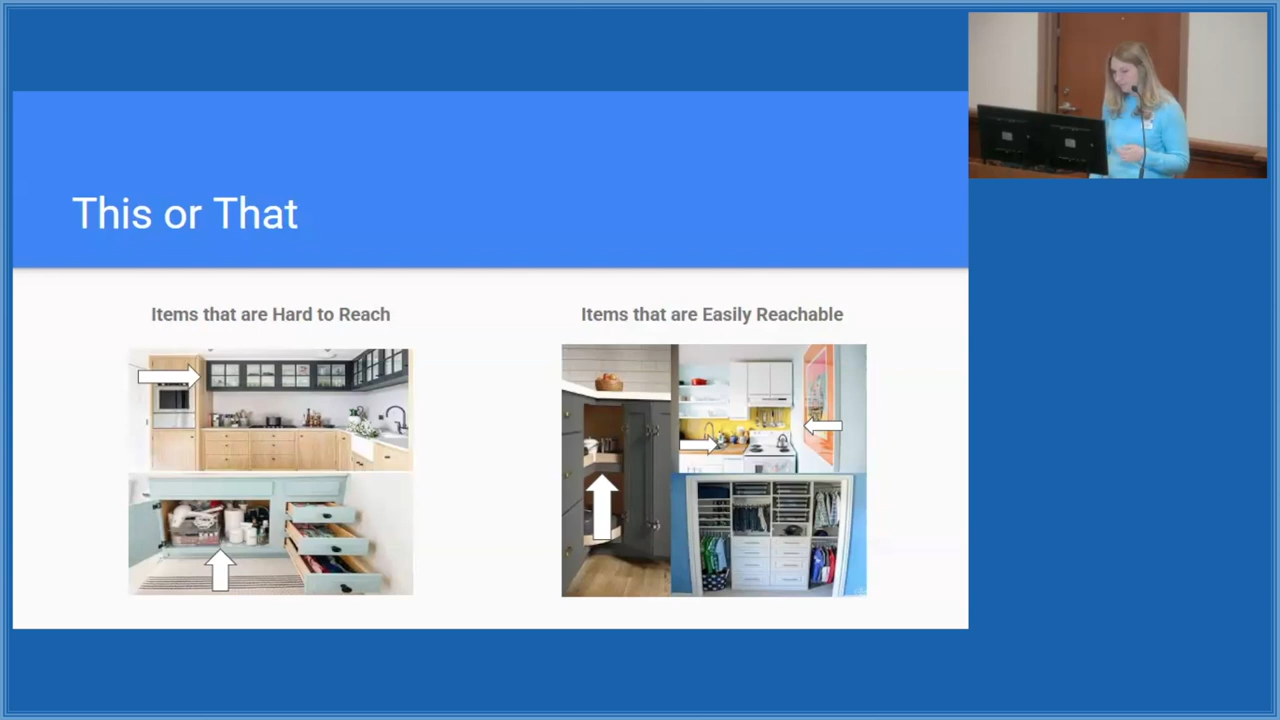 This or That
Items that are Hard to Reach
Items that are Easily Reachable